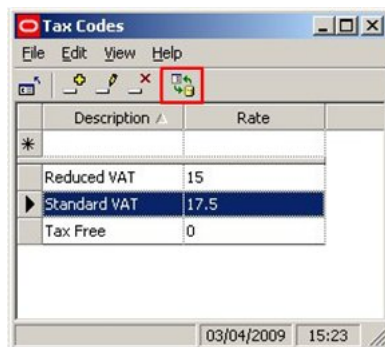 Tax Codes
File Edit View Help
Description Rate
Reduced VAT 15
Standard VAT 17.5
Tax Free 0
03/04/2009 15:23